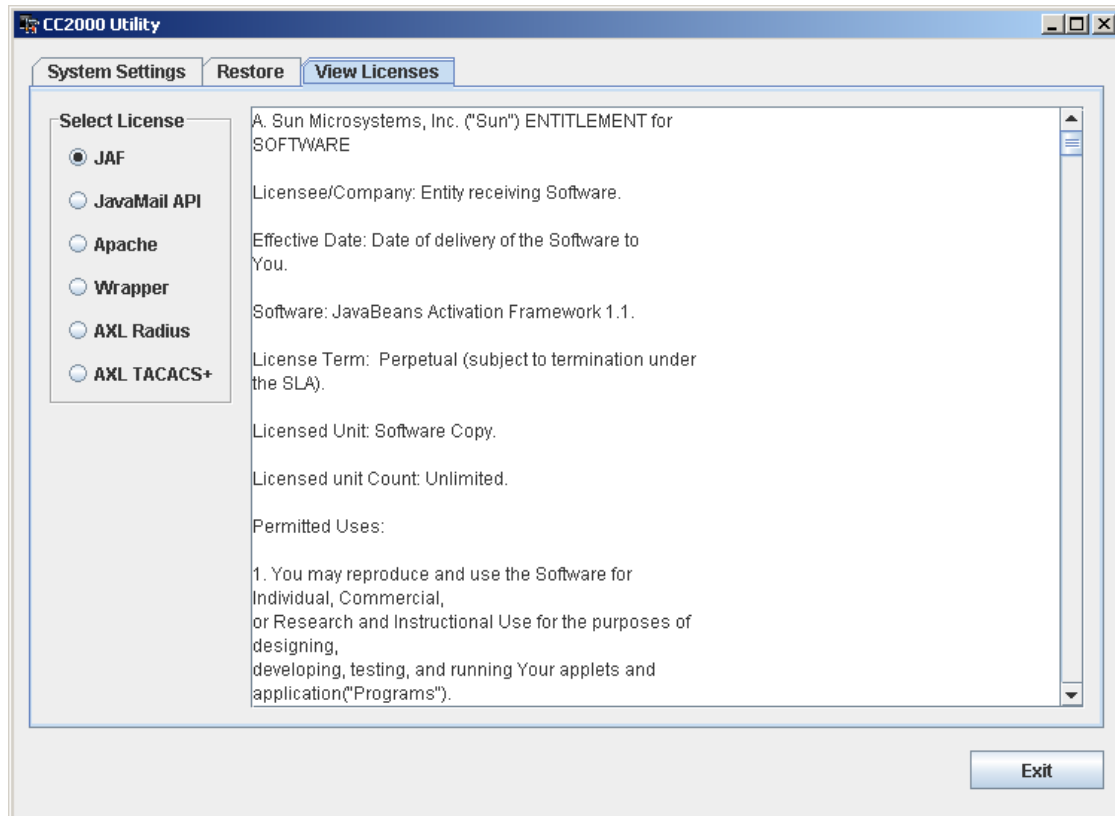 CC2000 Utility
System Settings
Restore
View Licenses
Select License
JAF
JavaMail API
Apache
Wrapper
AXL Radius
AXL TACACS+
A. Sun Microsystems, Inc. ("Sun") ENTITLEMENT for
SOFTWARE
Licensee/Company: Entity receiving Software.
Effective Date: Date of delivery of the Software to
You.
Software: JavaBeans Activation Framework 1.1.
License Term:  Perpetual (subject to termination under
the SLA).
Licensed Unit: Software Copy.
Licensed unit Count: Unlimited.
Permitted Uses:
1. You may reproduce and use the Software for
Individual, Commercial,
or Research and Instructional Use for the purposes of
designing,
developing, testing, and running Your applets and
application("Programs").
Exit